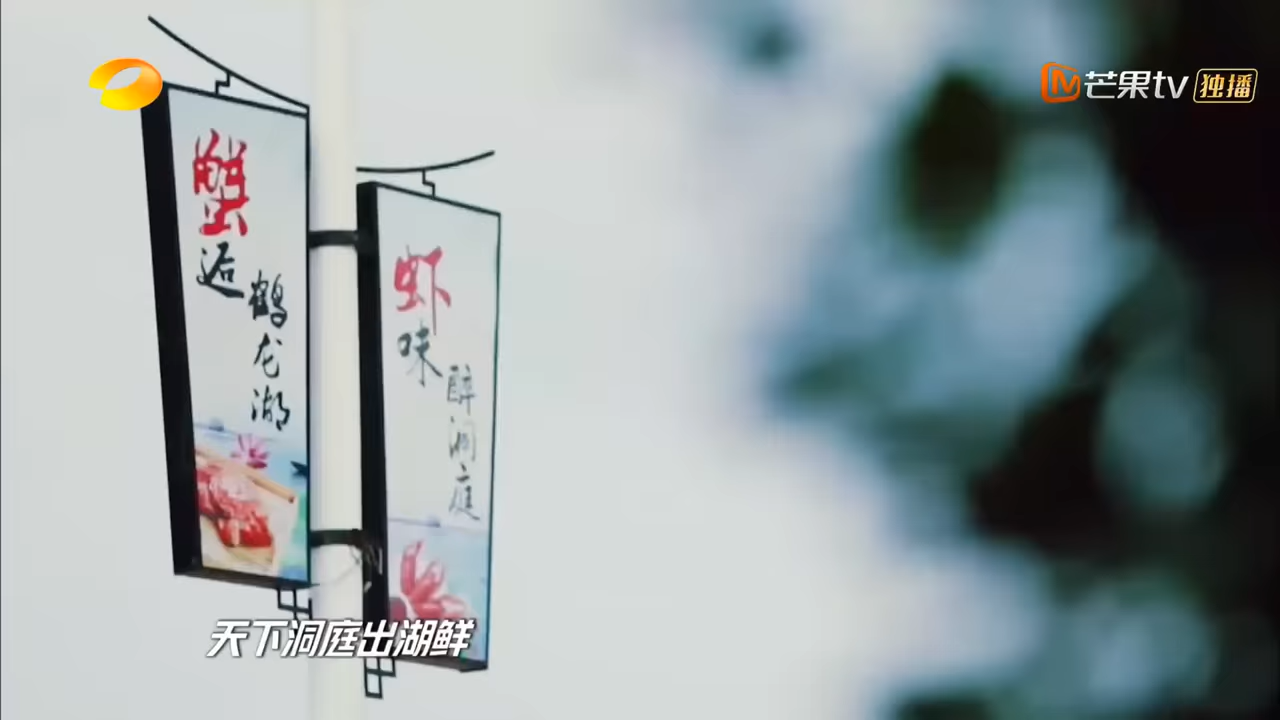 芒果tv 独播
蟹逅
鹤龙湖
虾味
醉洞庭
天下洞庭出湖鲜